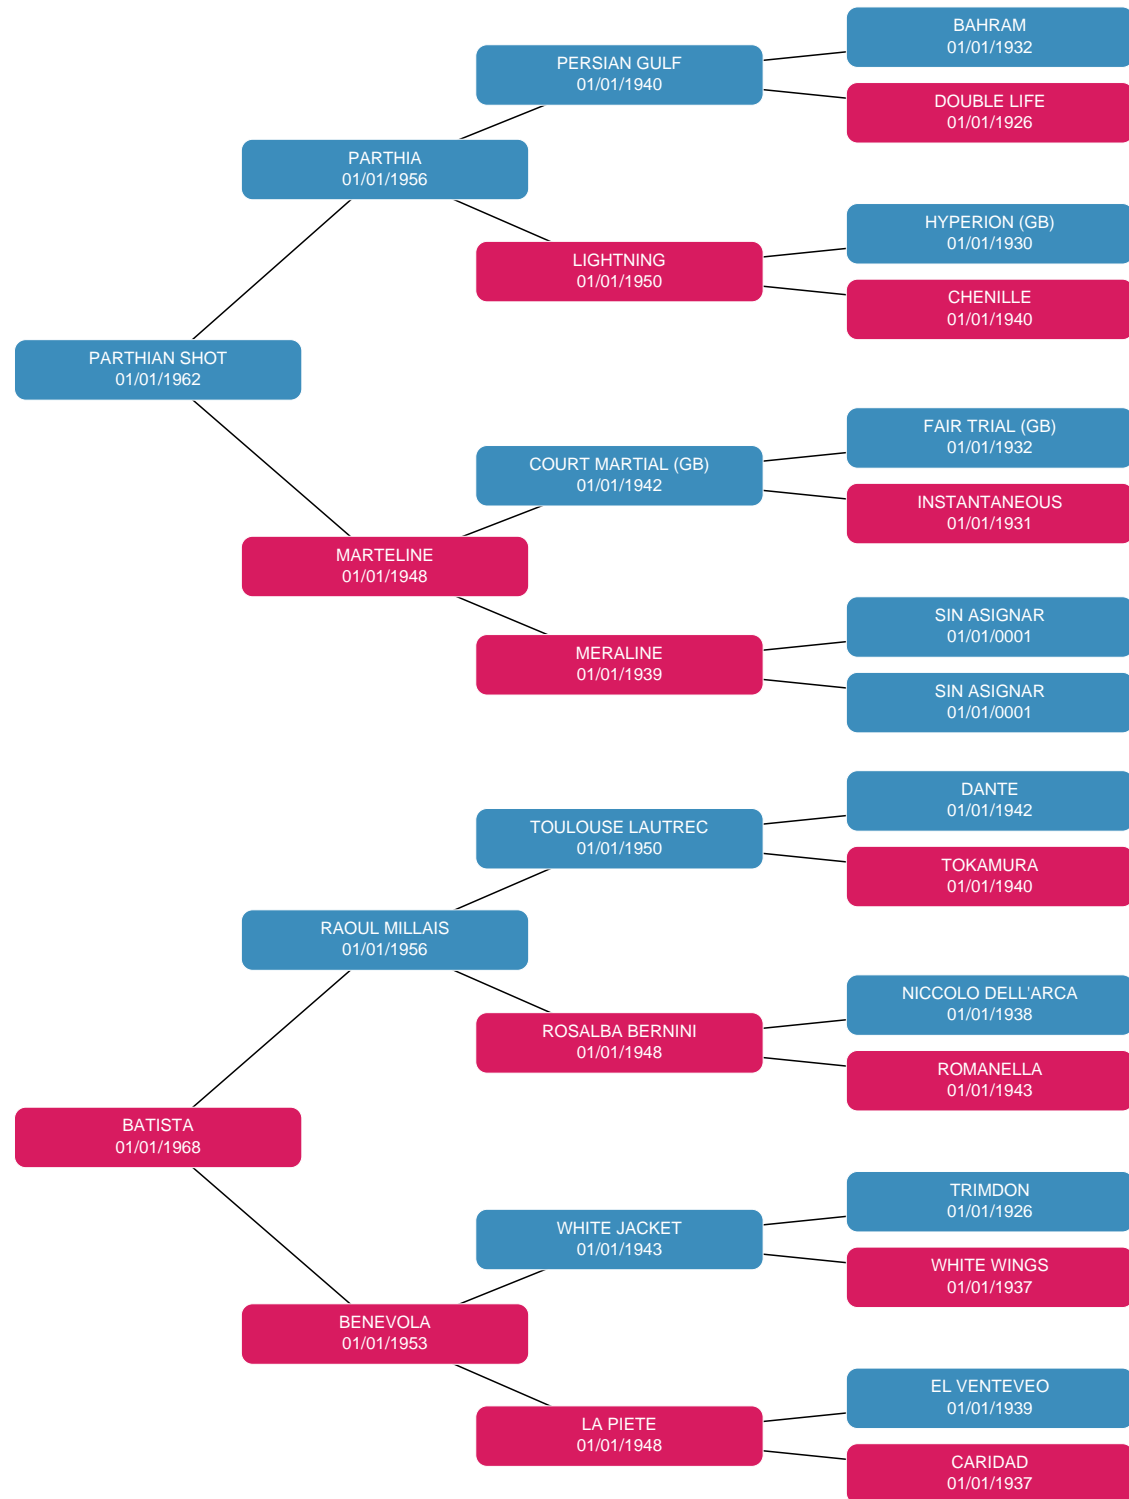 BAHRAM
01/01/1932
PERSIAN GULF
01/01/1940
DOUBLE LIFE
01/01/1926
PARTHIA
01/01/1956
HYPERION (GB)
01/01/1930
LIGHTNING
01/01/1950
CHENILLE
01/01/1940
PARTHIAN SHOT
01/01/1962
FAIR TRIAL (GB)
01/01/1932
COURT MARTIAL (GB)
01/01/1942
INSTANTANEOUS
01/01/1931
MARTELINE
01/01/1948
SIN ASIGNAR
01/01/0001
MERALINE
01/01/1939
SIN ASIGNAR
01/01/0001
DANTE
01/01/1942
TOULOUSE LAUTREC
01/01/1950
TOKAMURA
01/01/1940
RAOUL MILLAIS
01/01/1956
NICCOLO DELL'ARCA
01/01/1938
ROSALBA BERNINI
01/01/1948
ROMANELLA
01/01/1943
BATISTA
01/01/1968
TRIMDON
01/01/1926
WHITE JACKET
01/01/1943
WHITE WINGS
01/01/1937
BENEVOLA
01/01/1953
EL VENTEVEO
01/01/1939
LA PIETE
01/01/1948
CARIDAD
01/01/1937